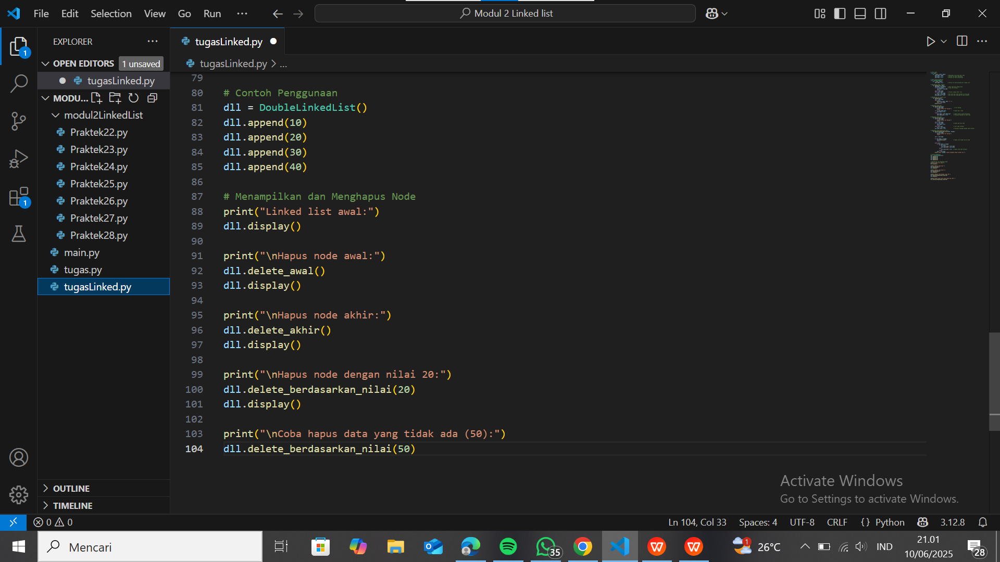 File Edit Selection View Go Run ···
Modul 2 Linked list
EXPLORER
OPEN EDITORS 1 unsaved
tugasLinked.py
MODU...
modul2LinkedList
Praktek22.py
Praktek23.py
Praktek24.py
Praktek25.py
Praktek26.py
Praktek27.py
Praktek28.py
main.py
tugas.py
tugasLinked.py
OUTLINE
TIMELINE
1
1
tugasLinked.py
tugasLinked.py > ...
79
80 # Contoh Penggunaan
81 dll = DoubleLinkedList()
82 dll.append(10)
83 dll.append(20)
84 dll.append(30)
85 dll.append(40)
86
87 # Menampilkan dan Menghapus Node
88 print("Linked list awal:")
89 dll.display()
90
91 print("\nHapus node awal:")
92 dll.delete_awal()
93 dll.display()
94
95 print("\nHapus node akhir:")
96 dll.delete_akhir()
97 dll.display()
98
99 print("\nHapus node dengan nilai 20:")
100 dll.delete_berdasarkan_nilai(20)
101 dll.display()
102
103 print("\nCoba hapus data yang tidak ada (50):")
104 dll.delete_berdasarkan_nilai(50)
Activate Windows
Go to Settings to activate Windows.
0 0
Ln 104, Col 33 Spaces: 4 UTF-8 CRLF {} Python 3.12.8
Mencari
35
1
26°C
IND
21.01
10/06/2025
28